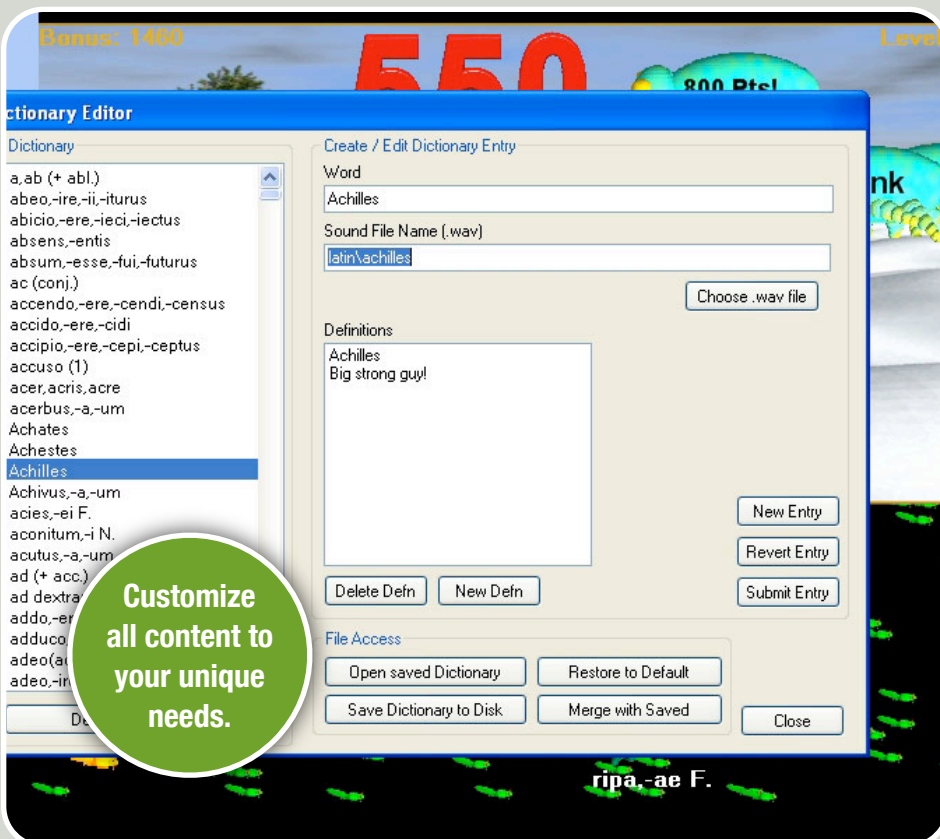 Bonus: 1460
550
Level
800 Pts!
ctionary Editor
Dictionary
a,ab (+ abl.)
abeo,-ire,-ii,-iturus
abicio,-ere,-ieci,-iectus
absens,-entis
absum,-esse,-fui,-futurus
ac (conj.)
accendo,-ere,-cendi,-census
accido,-ere,-cidi
accipio,-ere,-cepi,-ceptus
accuso (1)
acer,acris,acre
acerbus,-a,-um
Achates
Achestes
Achilles
Achivus,-a,-um
acies,-ei F.
aconitum,-i N.
acutus,-a,-um
ad (+ acc.)
ad dextra
addo,-er
adduco,
adeo(ad
adeo,-ir
De
Create / Edit Dictionary Entry
Word
Achilles
Sound File Name (.wav)
latin\achilles
Choose .wav file
Definitions
Achilles
Big strong guy!
New Entry
Revert Entry
Submit Entry
Delete Defn
New Defn
File Access
Open saved Dictionary
Restore to Default
Save Dictionary to Disk
Merge with Saved
Close
nk
Customize
all content to
your unique
needs.
ripa,-ae F.